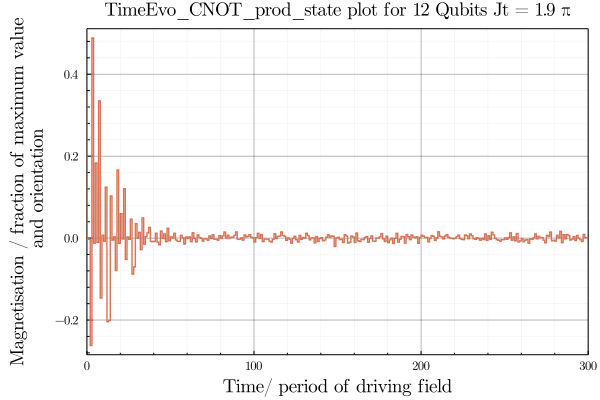 TimeEvo_CNOT_prod_state plot for 12 Qubits Jt = 1.9 π
Magnetisation / fraction of maximum value
and orientation
0.4
0.2
0.0
−0.2
0
100
200
300
Time/ period of driving field